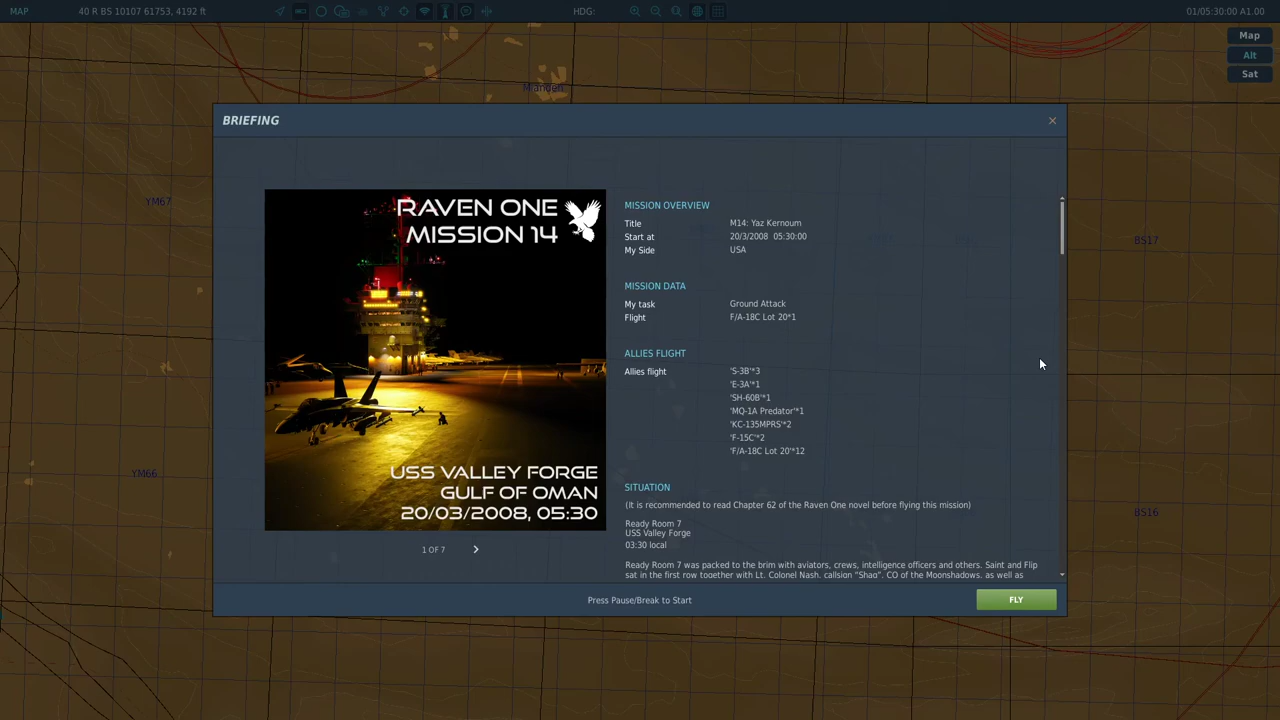 MAP
40 R BS 10107 61753, 4192 ft
HDG:
01/05:30:00 A1.00
Map
Alt
Sat
YM67
BS17
YM66
BS16
BRIEFING
RAVEN ONE
MISSION 14
USS VALLEY FORGE
GULF OF OMAN
20/03/2008, 05:30
1 OF 7
MISSION OVERVIEW
Title M14: Yaz Kernoum
Start at 20/3/2008 05:30:00
My Side USA
MISSION DATA
My task Ground Attack
Flight F/A-18C Lot 20*1
ALLIES FLIGHT
Allies flight 'S-3B'*3
'E-3A'*1
'SH-60B'*1
'MQ-1A Predator'*1
'KC-135MPRS'*2
'F-15C'*2
'F/A-18C Lot 20'*12
SITUATION
(It is recommended to read Chapter 62 of the Raven One novel before flying this mission)
Ready Room 7
USS Valley Forge
03:30 local
Ready Room 7 was packed to the brim with aviators, crews, intelligence officers and others. Saint and Flip
sat in the first row together with Lt. Colonel Nash, callsion "Shaq", CO of the Moonshadows, as well as
Press Pause/Break to Start
FLY